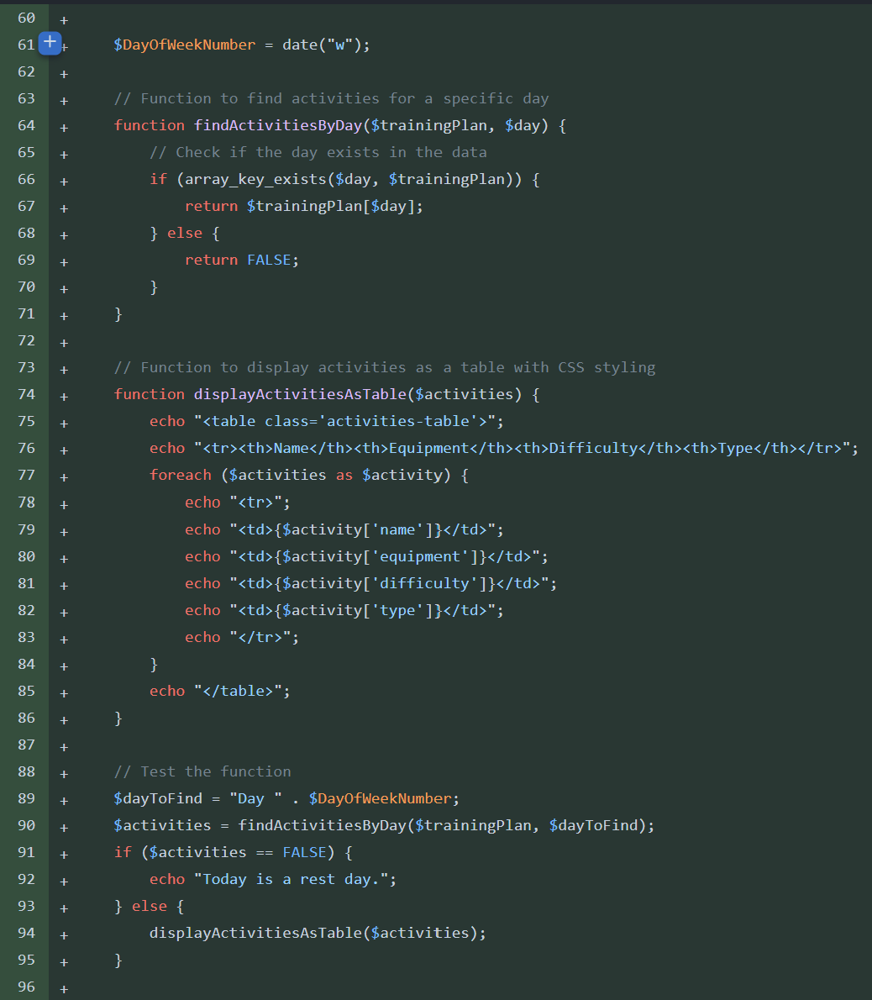 60 +
61 + $DayOfWeekNumber = date("w");
62 +
63 + // Function to find activities for a specific day
64 + function findActivitiesByDay($trainingPlan, $day) {
65 + // Check if the day exists in the data
66 + if (array_key_exists($day, $trainingPlan)) {
67 + return $trainingPlan[$day];
68 + } else {
69 + return FALSE;
70 + }
71 + }
72 +
73 + // Function to display activities as a table with CSS styling
74 + function displayActivitiesAsTable($activities) {
75 + echo "<table class='activities-table'>";
76 + echo "<tr><th>Name</th><th>Equipment</th><th>Difficulty</th><th>Type</th></tr>";
77 + foreach ($activities as $activity) {
78 + echo "<tr>";
79 + echo "<td>{$activity['name']}</td>";
80 + echo "<td>{$activity['equipment']}</td>";
81 + echo "<td>{$activity['difficulty']}</td>";
82 + echo "<td>{$activity['type']}</td>";
83 + echo "</tr>";
84 + }
85 + echo "</table>";
86 + }
87 +
88 + // Test the function
89 + $dayToFind = "Day " . $DayOfWeekNumber;
90 + $activities = findActivitiesByDay($trainingPlan, $dayToFind);
91 + if ($activities == FALSE) {
92 + echo "Today is a rest day.";
93 + } else {
94 + displayActivitiesAsTable($activities);
95 + }
96 +